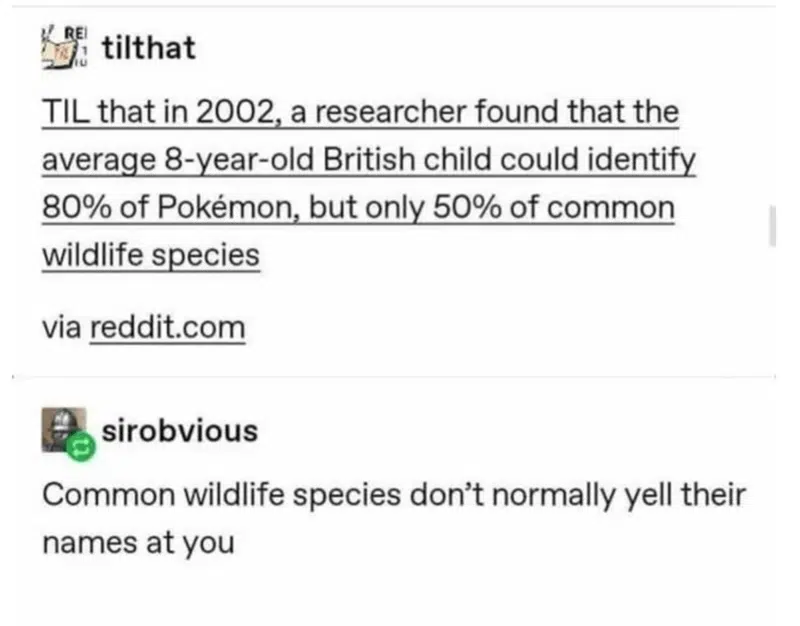 tilthat
TIL that in 2002, a researcher found that the
average 8-year-old British child could identify
80% of Pokémon, but only 50% of common
wildlife species
via reddit.com
sirobvious
Common wildlife species don't normally yell their
names at you